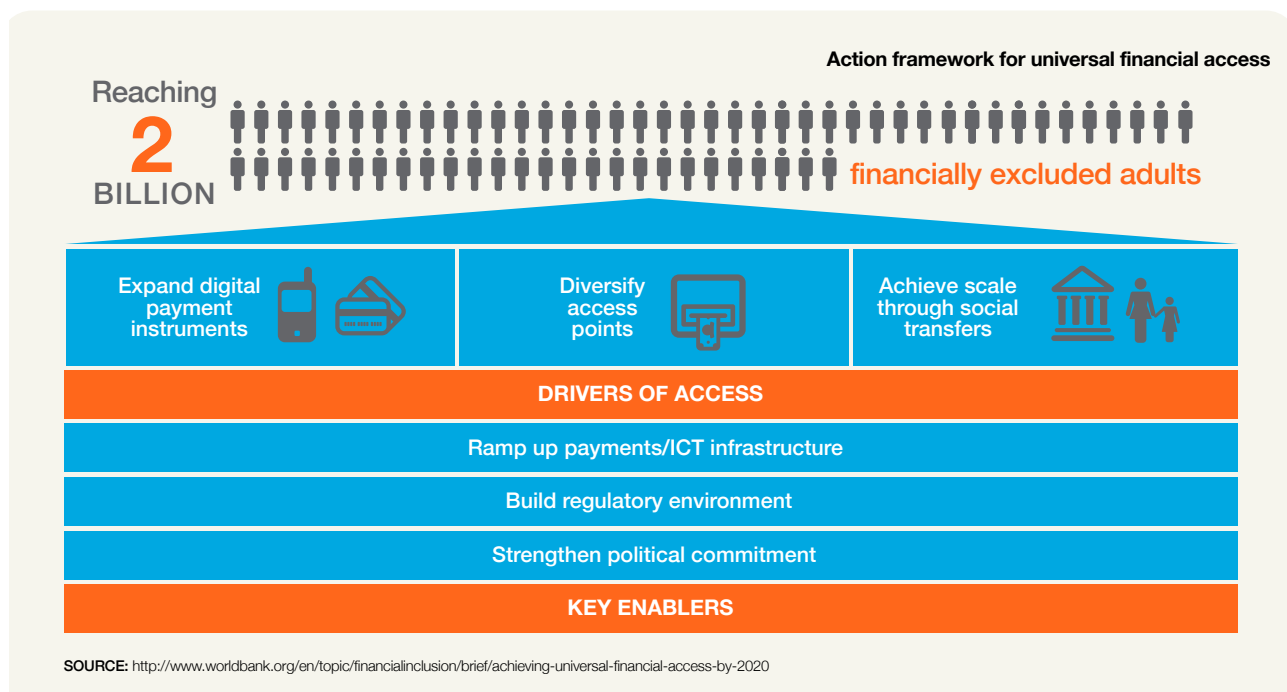 Action framework for universal financial access
Reaching
2
BILLION
financially excluded adults
Expand digital
payment
instruments
Diversify
access
points
Achieve scale
through social
transfers
DRIVERS OF ACCESS
Ramp up payments/ICT infrastructure
Build regulatory environment
Strengthen political commitment
KEY ENABLERS
SOURCE: http://www.worldbank.org/en/topic/financialinclusion/brief/achieving-universal-financial-access-by-2020